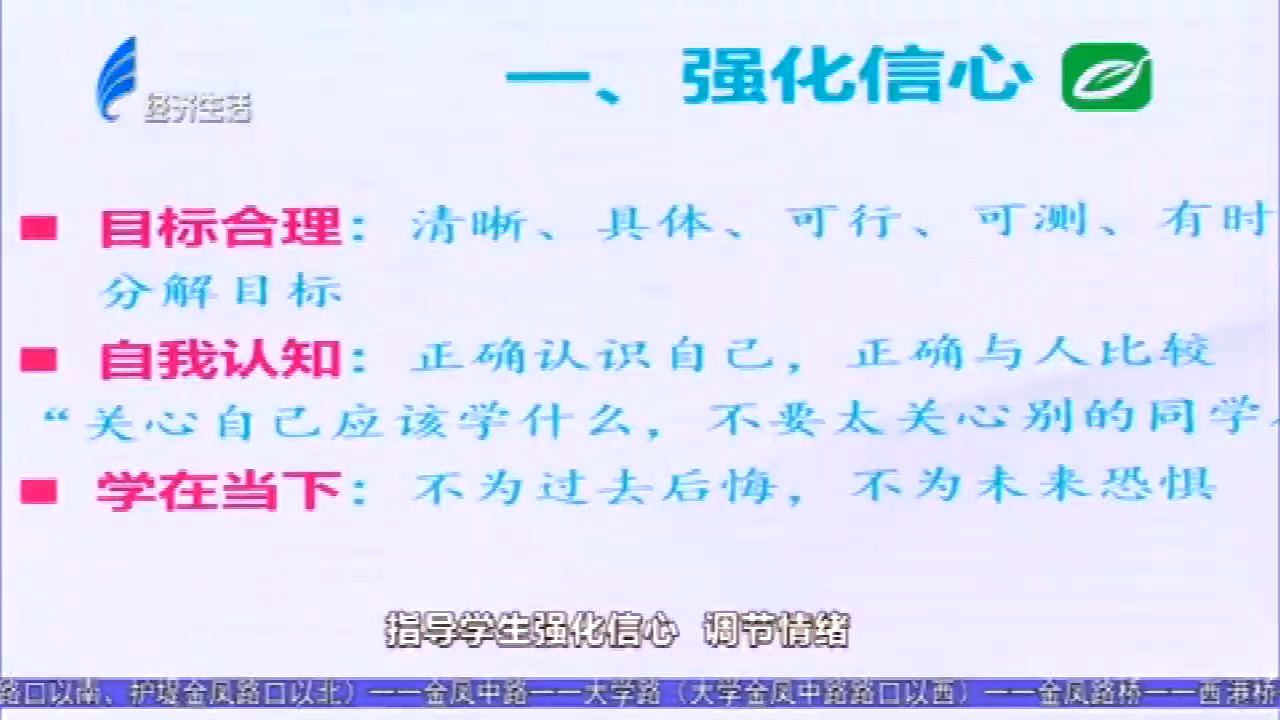 一、强化信心
经济生活
目标合理：清晰、具体、可行、可测、有时
分解目标
自我认知：正确认识自己，正确与人比较
“关心自己应该学什么，不要太关心别的同学
学在当下：不为过去后悔，不为未来恐惧
指导学生强化信心 调节情绪
路口以南、护堤金凤路口以北）——金凤中路——大学路（大学金凤中路路口以西）——金凤路桥——西港桥